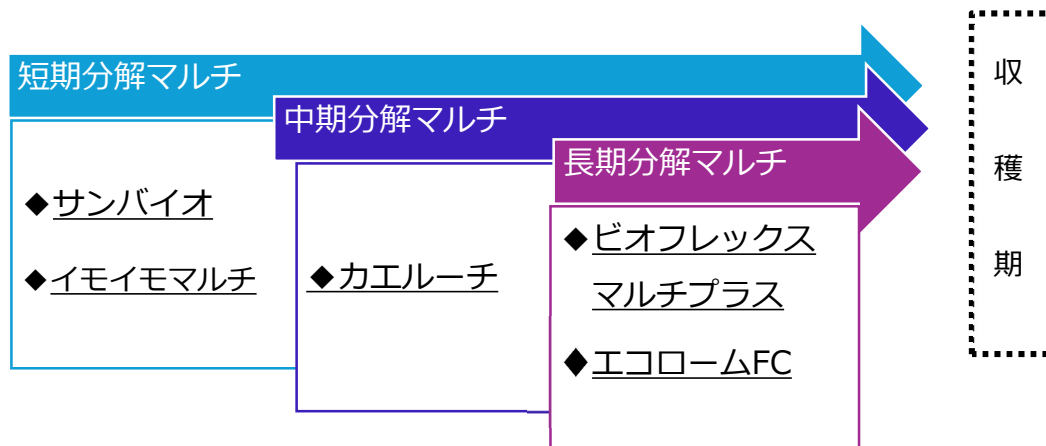 短期分解マルチ
◆サンバイオ
◆イモイモマルチ
中期分解マルチ
◆カエルーチ
長期分解マルチ
◆ビオフレックス
マルチプラス
◆エコロームFC
収
穫
期